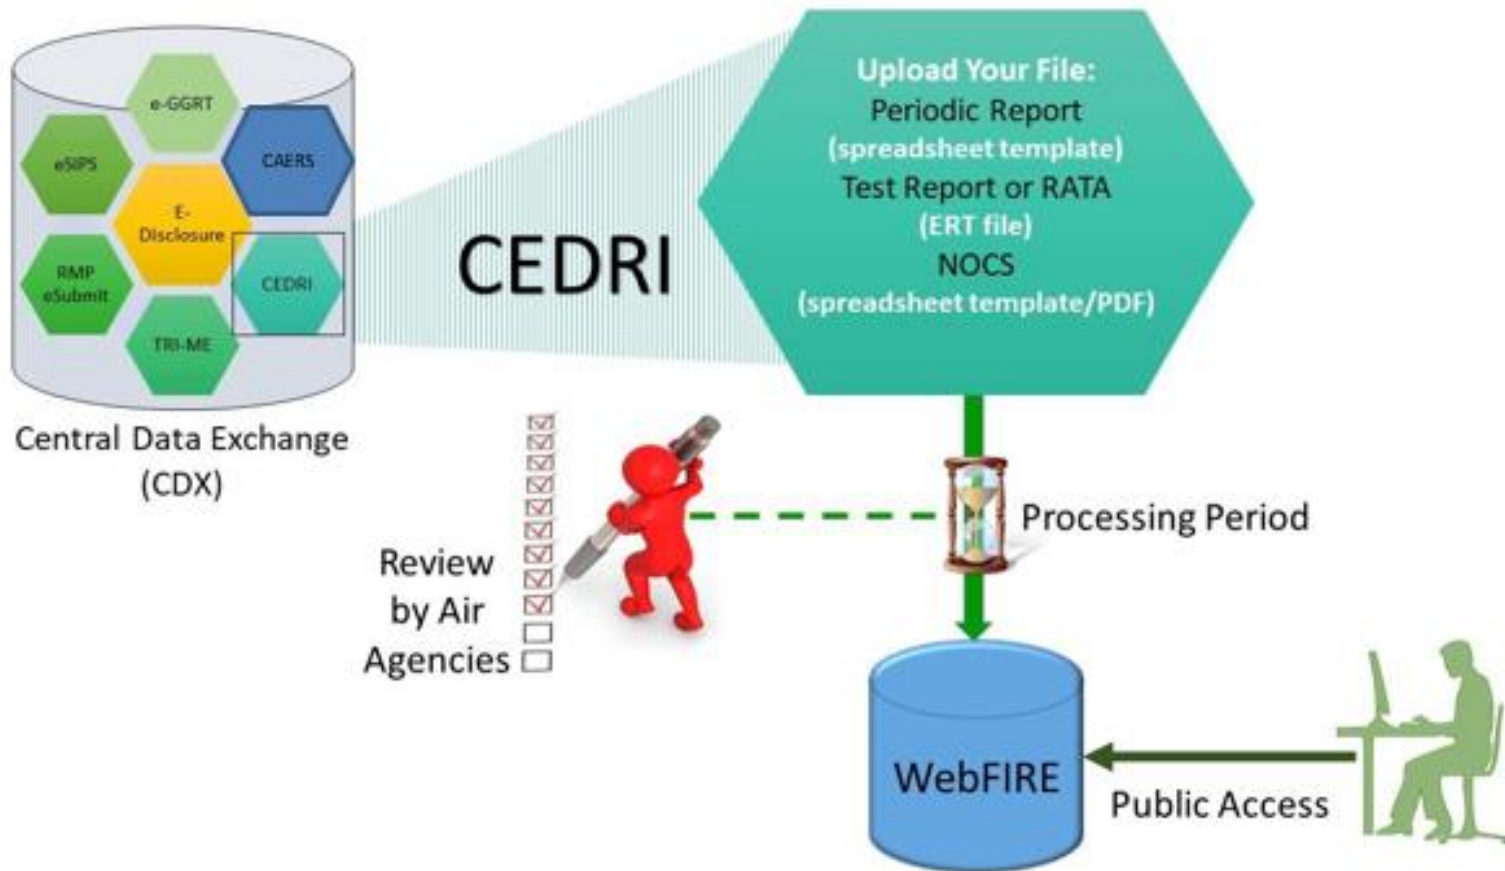 e-GGRT
eSIPS
CAERS
E-
Disclosure
RMP
eSubmit
CEDRI
TRI-ME
Central Data Exchange
(CDX)
CEDRI
Upload Your File:
Periodic Report
(spreadsheet template)
Test Report or RATA
(ERT file)
NOCS
(spreadsheet template/PDF)
Processing Period
Review
by Air
Agencies
WebFIRE
Public Access